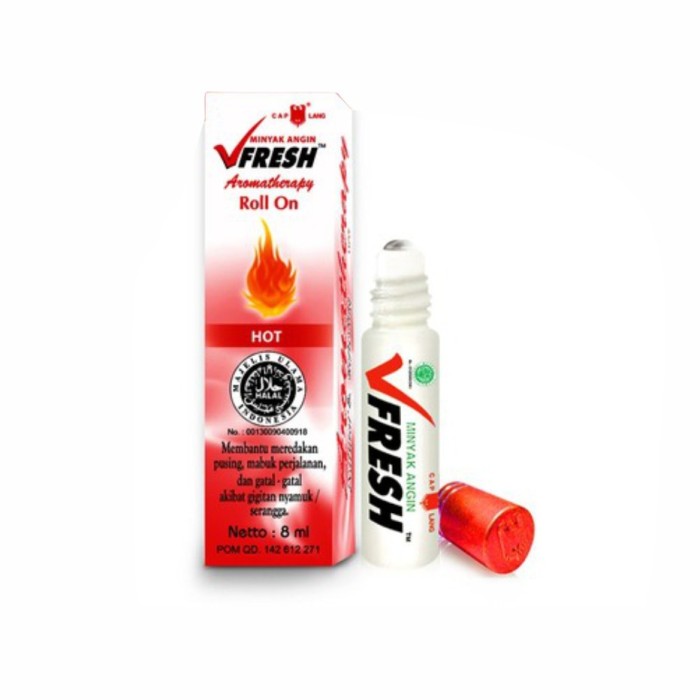 CAP LANG
MINYAK ANGIN
VFRESH™
Aromatherapy
Roll On
HOT
MAJELIS ULAMA
حلال
HALAL
INDONESIA
No. : 00130090400918
Membantu meredakan
pusing, mabuk perjalanan,
dan gatal - gatal
akibat gigitan nyamuk /
serangga.
Netto : 8 ml
POM QD. 142 612 271
VFRESH™
MINYAK ANGIN
CAP LANG